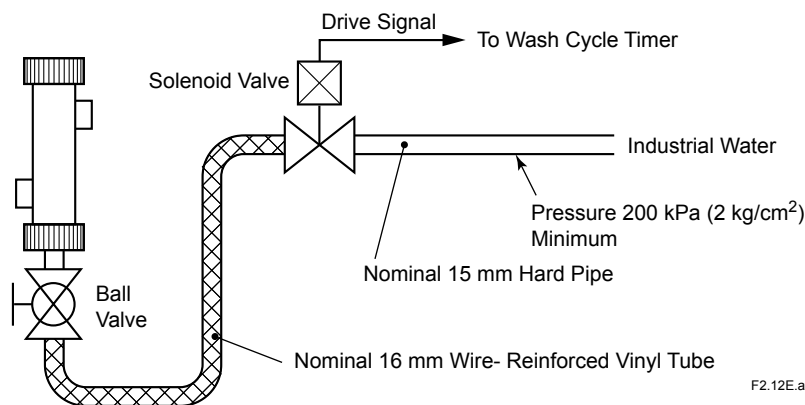 Drive Signal
To Wash Cycle Timer
Solenoid Valve
Industrial Water
Pressure 200 kPa (2 kg/cm²)
Minimum
Nominal 15 mm Hard Pipe
Ball
Valve
Nominal 16 mm Wire- Reinforced Vinyl Tube
F2.12E.a